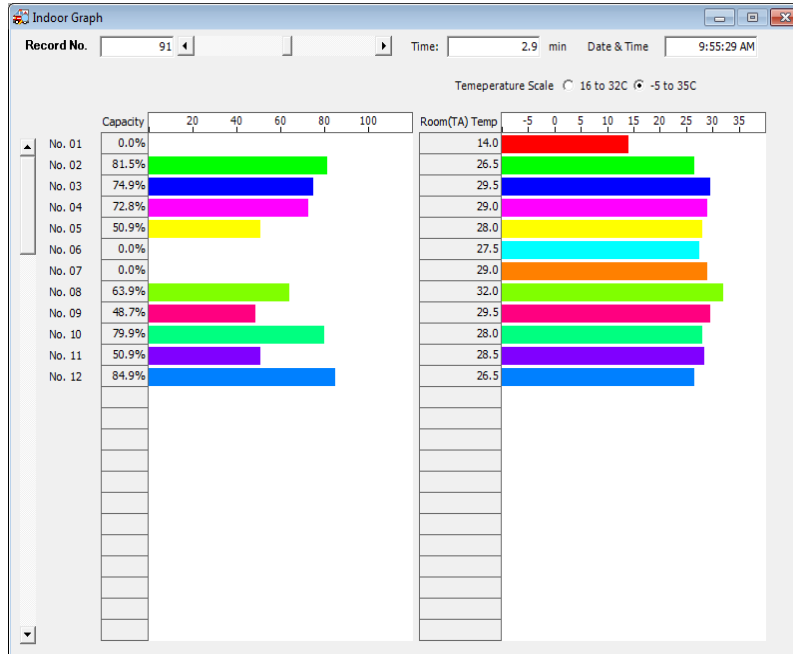 Indoor Graph
Record No. 91 Time: 2.9 min Date & Time 9:55:29 AM
Temeperature Scale 16 to 32C -5 to 35C
Capacity 20 40 60 80 100 Room(TA) Temp -5 0 5 10 15 20 25 30 35
No. 01 0.0% 14.0
No. 02 81.5% 26.5
No. 03 74.9% 29.5
No. 04 72.8% 29.0
No. 05 50.9% 28.0
No. 06 0.0% 27.5
No. 07 0.0% 29.0
No. 08 63.9% 32.0
No. 09 48.7% 29.5
No. 10 79.9% 28.0
No. 11 50.9% 28.5
No. 12 84.9% 26.5